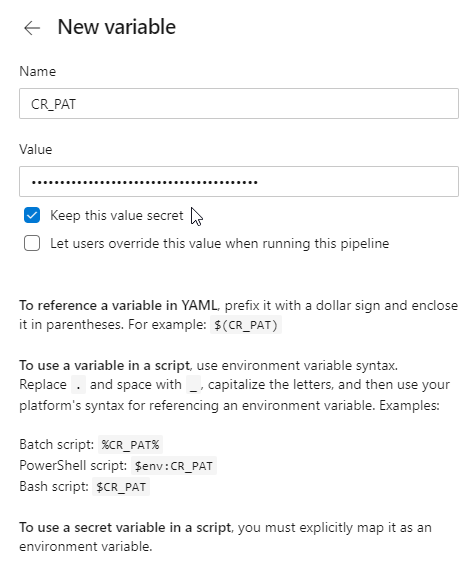 ← New variable
Name
CR_PAT
Value
••••••••••••••••••••••••••••••••••••••••
Keep this value secret
Let users override this value when running this pipeline
To reference a variable in YAML, prefix it with a dollar sign and enclose
it in parentheses. For example: $(CR_PAT)
To use a variable in a script, use environment variable syntax.
Replace . and space with _, capitalize the letters, and then use your
platform's syntax for referencing an environment variable. Examples:
Batch script: %CR_PAT%
PowerShell script: $env:CR_PAT
Bash script: $CR_PAT
To use a secret variable in a script, you must explicitly map it as an
environment variable.